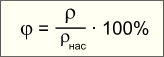 φ = ρ / ρнас · 100%